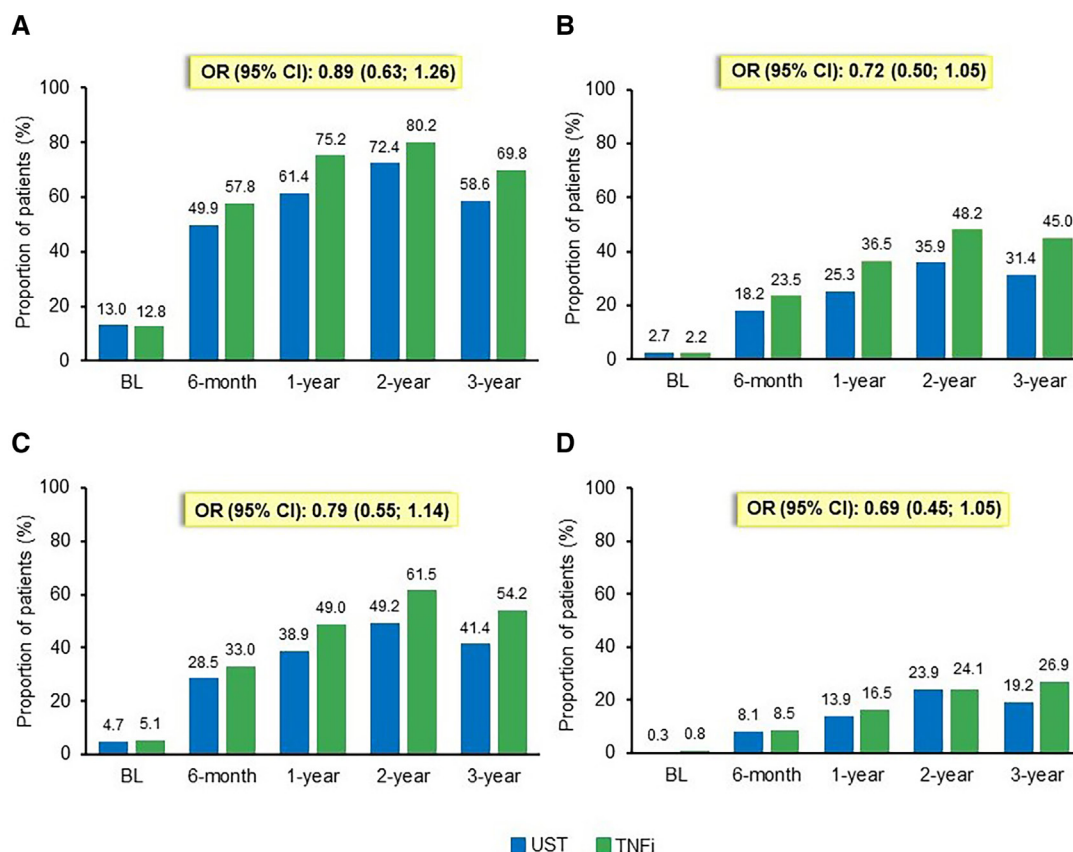 A
OR (95% CI): 0.89 (0.63; 1.26)
Proportion of patients (%)
100
80
60
40
20
0
13.0 12.8
49.9 57.8
61.4 75.2
72.4 80.2
58.6 69.8
BL 6-month 1-year 2-year 3-year
B
OR (95% CI): 0.72 (0.50; 1.05)
Proportion of patients (%)
100
80
60
40
20
0
2.7 2.2
18.2 23.5
25.3 36.5
35.9 48.2
31.4 45.0
BL 6-month 1-year 2-year 3-year
C
OR (95% CI): 0.79 (0.55; 1.14)
Proportion of patients (%)
100
80
60
40
20
0
4.7 5.1
28.5 33.0
38.9 49.0
49.2 61.5
41.4 54.2
BL 6-month 1-year 2-year 3-year
D
OR (95% CI): 0.69 (0.45; 1.05)
Proportion of patients (%)
100
80
60
40
20
0
0.3 0.8
8.1 8.5
13.9 16.5
23.9 24.1
19.2 26.9
BL 6-month 1-year 2-year 3-year
UST TNFi